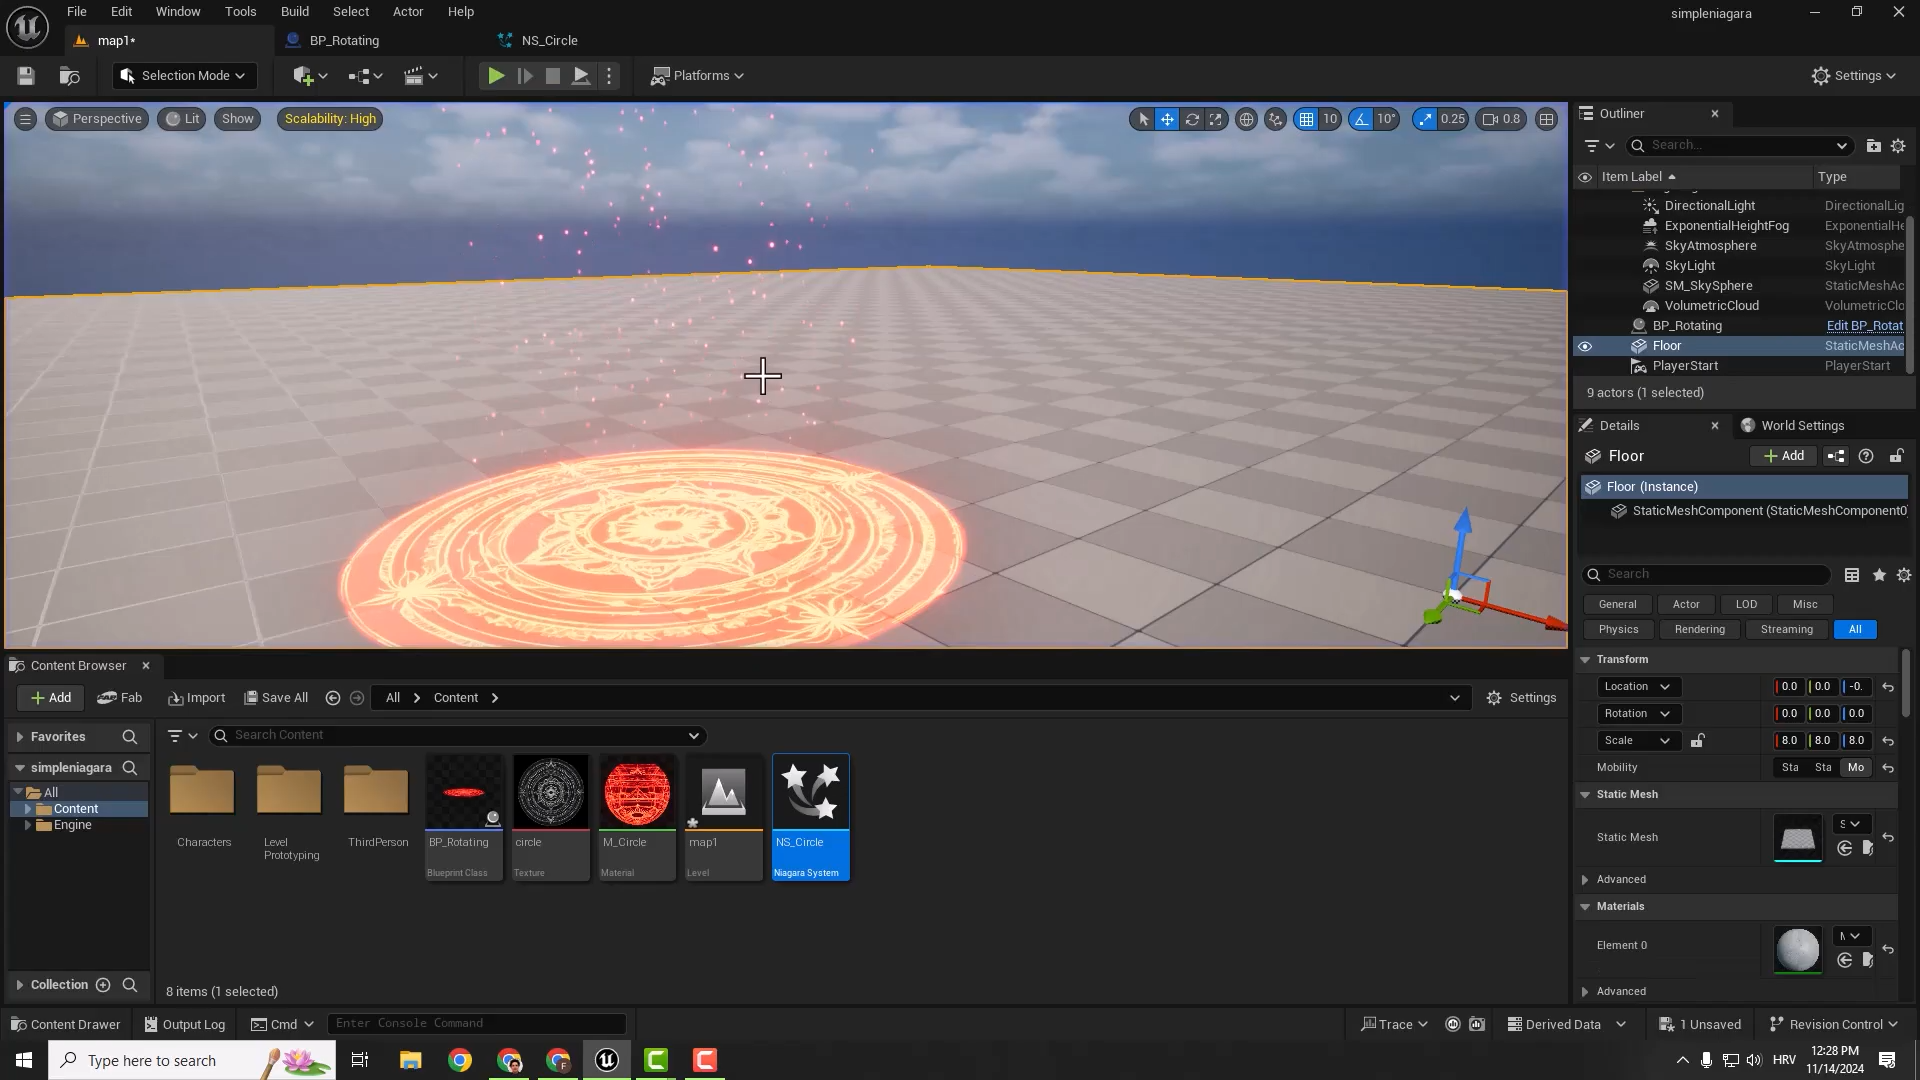 File Edit Window Tools Build Select Actor Help
simpleniagara
map1*
BP_Rotating
NS_Circle
Selection Mode
Platforms
Settings
Perspective
Lit
Show
Scalability: High
10
10°
0.25
0.8
Outliner
Search...
Item Label
Type
DirectionalLight DirectionalLig
ExponentialHeightFog ExponentialHe
SkyAtmosphere SkyAtmosphe
SkyLight SkyLight
SM_SkySphere StaticMeshAc
VolumetricCloud VolumetricClo
BP_Rotating Edit BP_Rotat
Floor StaticMeshAc
PlayerStart PlayerStart
9 actors (1 selected)
Details
World Settings
Floor
Add
Floor (Instance)
StaticMeshComponent (StaticMeshComponent0)
Search
General Actor LOD Misc
Physics Rendering Streaming All
Transform
Location 0.0 0.0 -0.
Rotation 0.0 0.0 0.0
Scale 8.0 8.0 8.0
Mobility Sta Sta Mo
Static Mesh
Static Mesh
Advanced
Materials
Element 0
Advanced
Content Browser
Add
Fab
Import
Save All
All
Content
Settings
Favorites
Search Content
simpleniagara
All
Content
Engine
Characters
Level
Prototyping
ThirdPerson
BP_Rotating
Blueprint Class
circle
Texture
M_Circle
Material
map1
Level
NS_Circle
Niagara System
Collection
8 items (1 selected)
Content Drawer
Output Log
Cmd
Enter Console Command
Trace
Derived Data
1 Unsaved
Revision Control
Type here to search
HRV
12:28 PM
11/14/2024